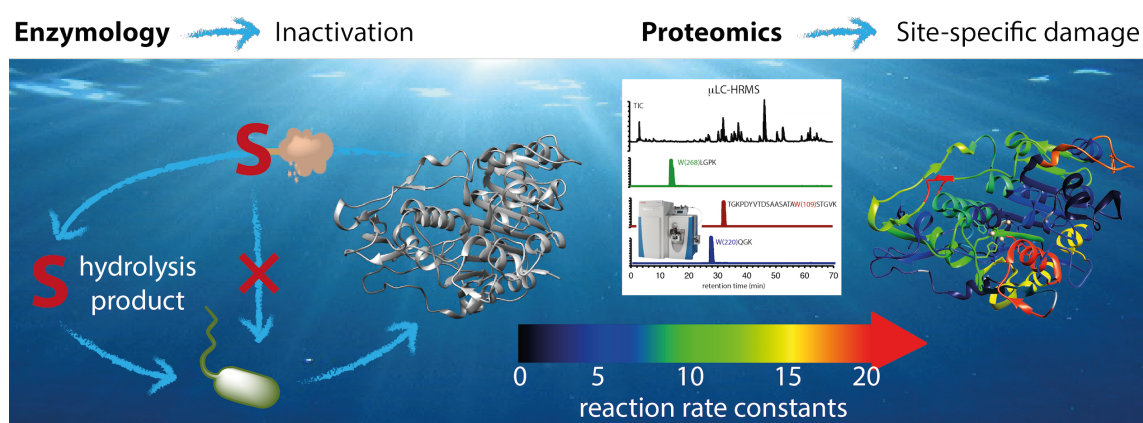 Enzymology
Inactivation
Proteomics
Site-specific damage
S
S
hydrolysis
product
μLC-HRMS
TIC
W(268)LGPK
TGKPDYVTDSAASATAW(109)STGVK
W(220)QGK
0 10 20 30 40 50 60 70
retention time (min)
0 5 10 15 20
reaction rate constants